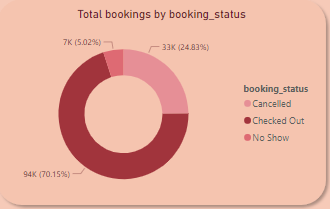 Total bookings by booking_status
7K (5.02%)
33K (24.83%)
booking_status
Cancelled
Checked Out
No Show
94K (70.15%)